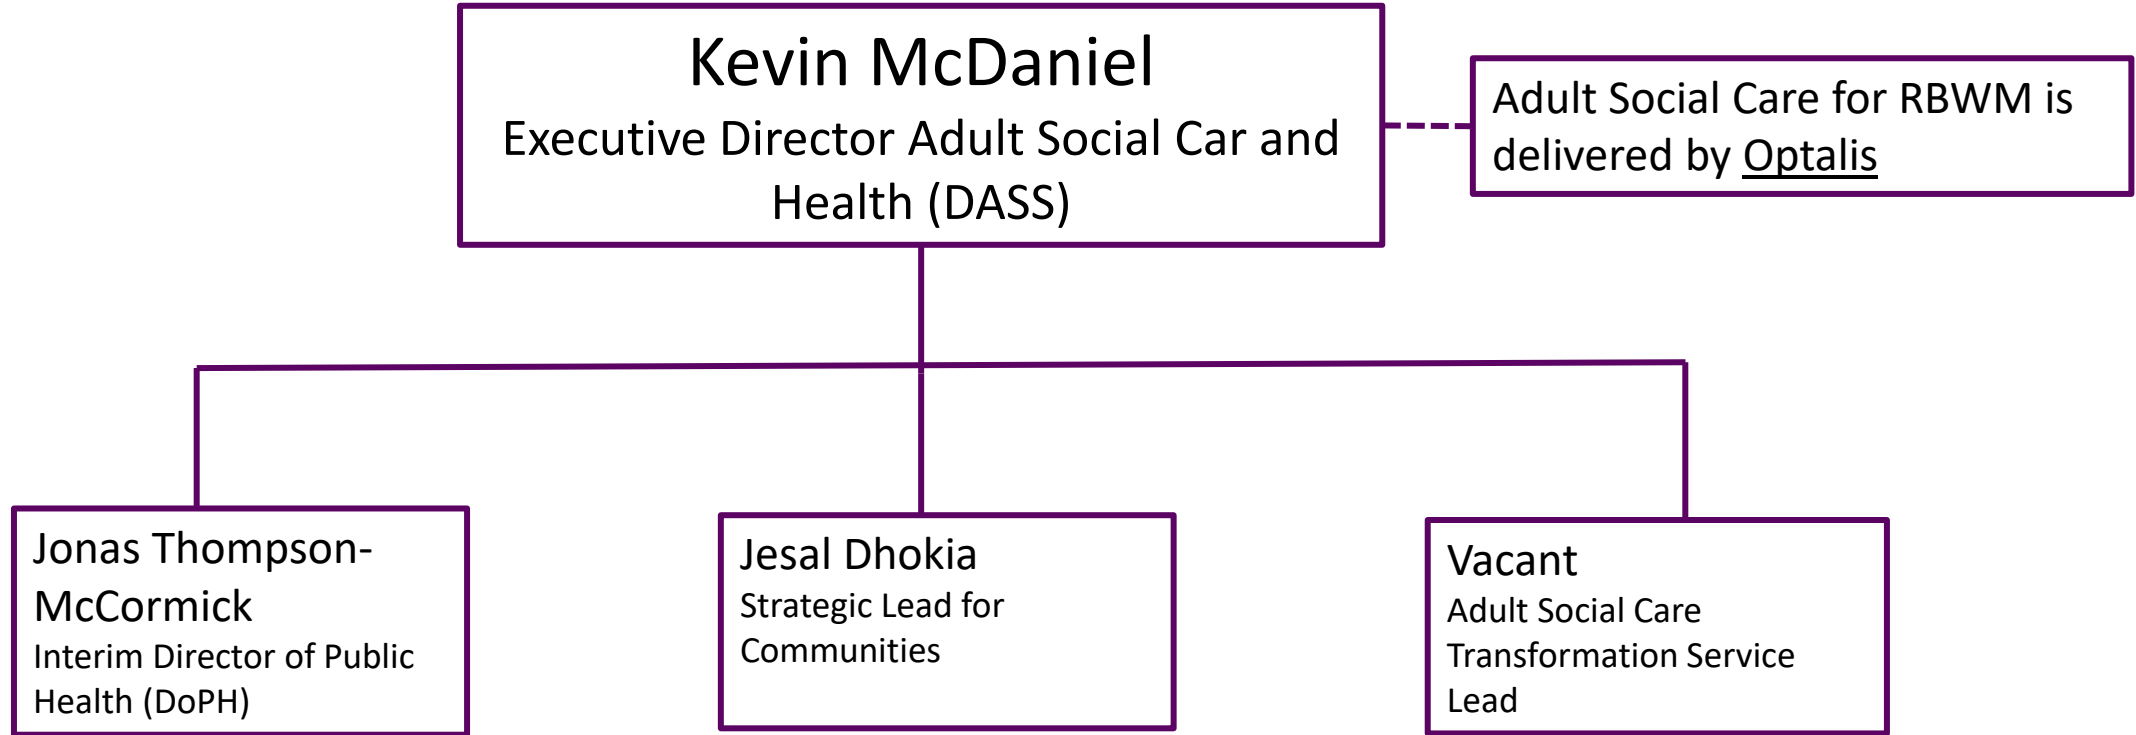 Kevin McDaniel
Executive Director Adult Social Car and
Health (DASS)
Adult Social Care for RBWM is
delivered by Optalis
Jonas Thompson-
McCormick
Interim Director of Public
Health (DoPH)
Jesal Dhokia
Strategic Lead for
Communities
Vacant
Adult Social Care
Transformation Service
Lead